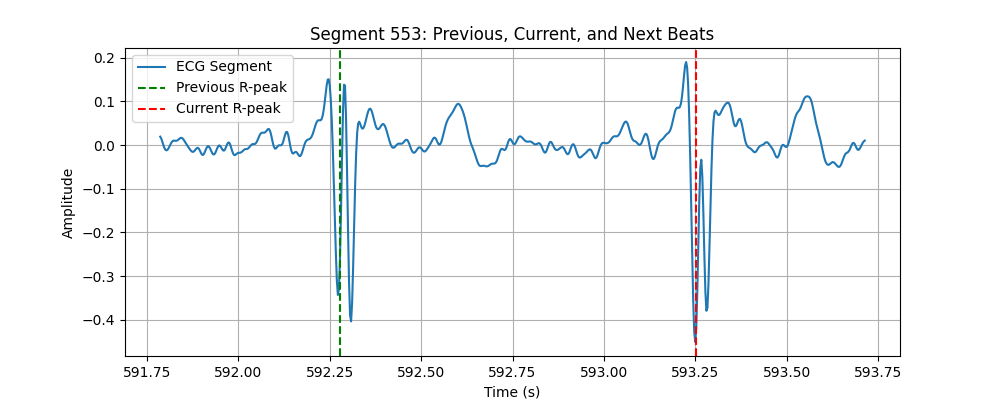 Segment 553: Previous, Current, and Next Beats
ECG Segment
Previous R-peak
Current R-peak
0.2
0.1
0.0
−0.1
−0.2
−0.3
−0.4
Amplitude
591.75 592.00 592.25 592.50 592.75 593.00 593.25 593.50 593.75
Time (s)